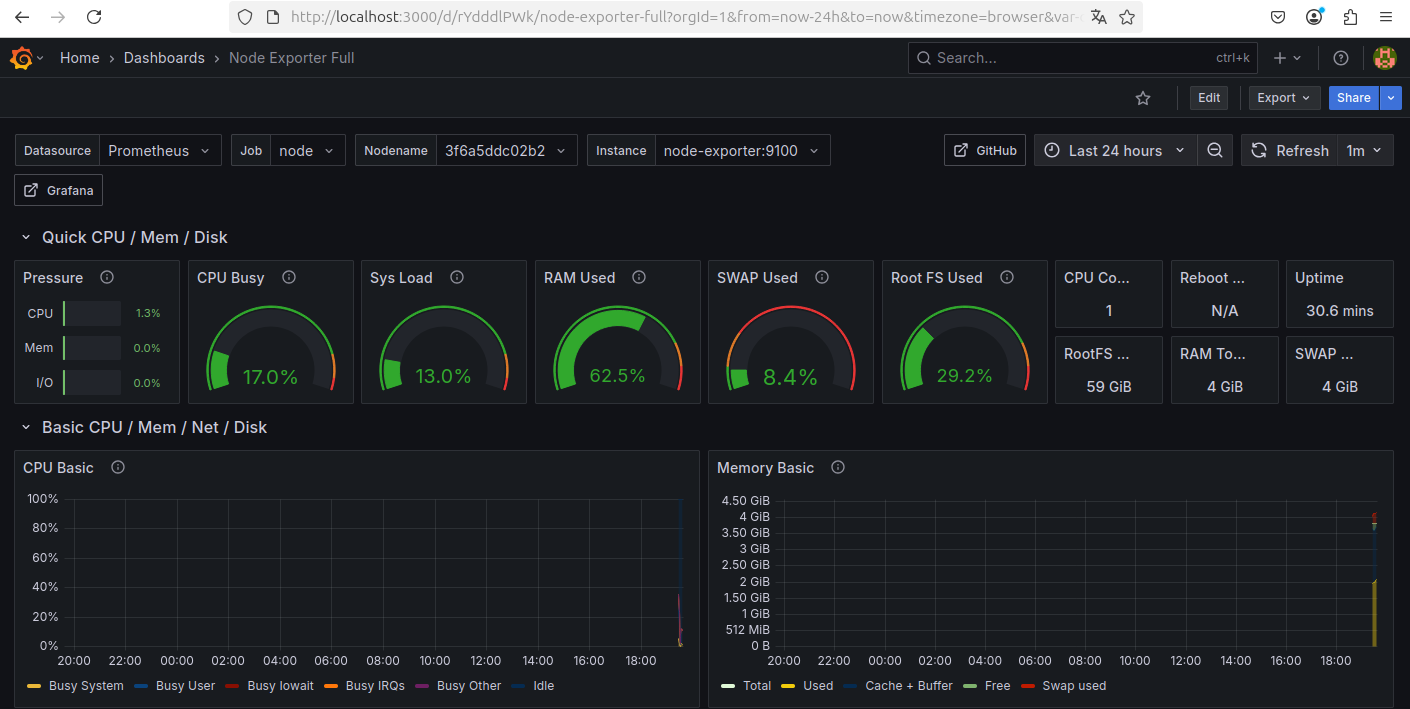 http://localhost:3000/d/rYdddlPWk/node-exporter-full?orgId=1&from=now-24h&to=now&timezone=browser&var-
Home › Dashboards › Node Exporter Full
Search... ctrl+k
Edit Export Share
Datasource Prometheus Job node Nodename 3f6a5ddc02b2 Instance node-exporter:9100 GitHub Last 24 hours Refresh 1m
Grafana
Quick CPU / Mem / Disk
Pressure
CPU 1.3%
Mem 0.0%
I/O 0.0%
CPU Busy
17.0%
Sys Load
13.0%
RAM Used
62.5%
SWAP Used
8.4%
Root FS Used
29.2%
CPU Co...
1
Reboot ...
N/A
Uptime
30.6 mins
RootFS ...
59 GiB
RAM To...
4 GiB
SWAP ...
4 GiB
Basic CPU / Mem / Net / Disk
CPU Basic
100%
80%
60%
40%
20%
0%
20:00 22:00 00:00 02:00 04:00 06:00 08:00 10:00 12:00 14:00 16:00 18:00
Busy System Busy User Busy Iowait Busy IRQs Busy Other Idle
Memory Basic
4.50 GiB
4 GiB
3.50 GiB
3 GiB
2.50 GiB
2 GiB
1.50 GiB
1 GiB
512 MiB
0 B
20:00 22:00 00:00 02:00 04:00 06:00 08:00 10:00 12:00 14:00 16:00 18:00
Total Used Cache + Buffer Free Swap used